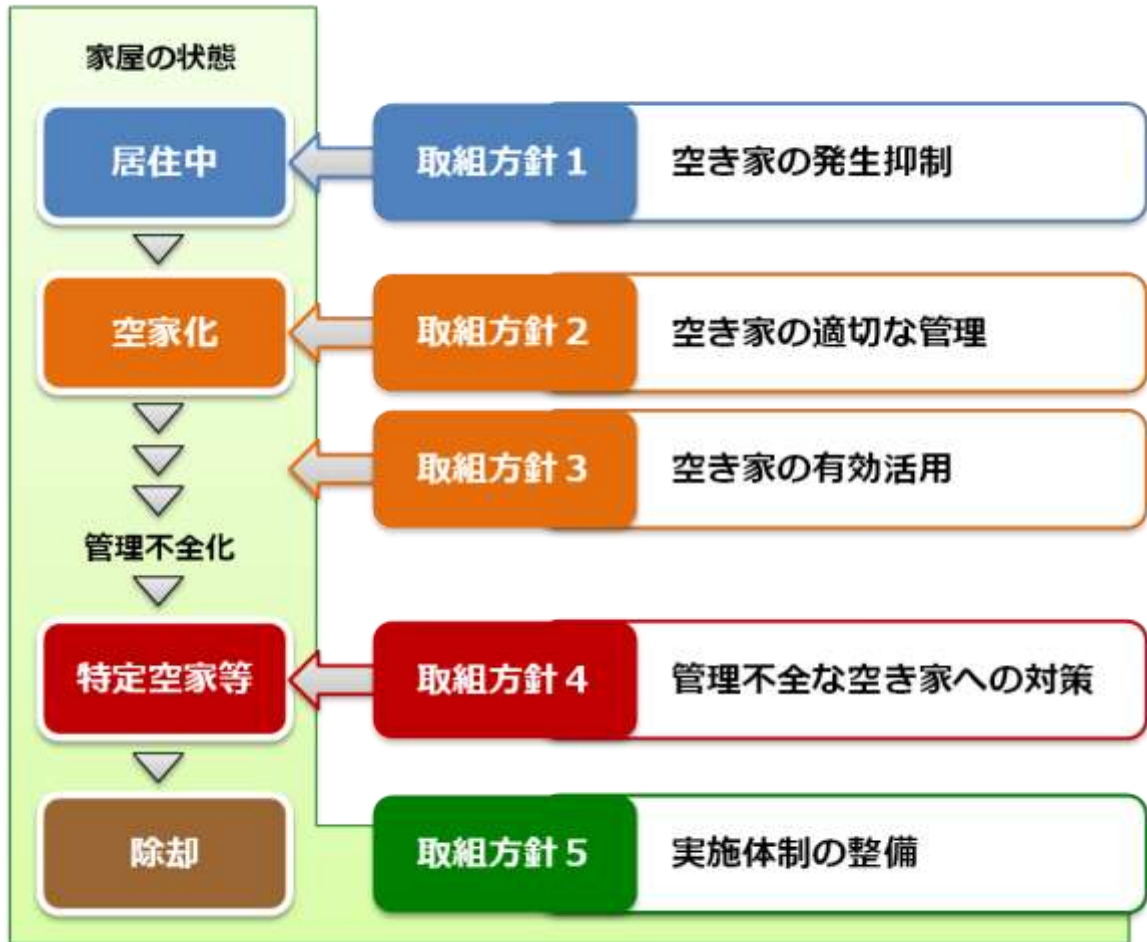 家屋の状態
居住中
取組方針1
空き家の発生抑制
空家化
取組方針2
空き家の適切な管理
取組方針3
空き家の有効活用
管理不全化
特定空家等
取組方針4
管理不全な空き家への対策
除却
取組方針5
実施体制の整備